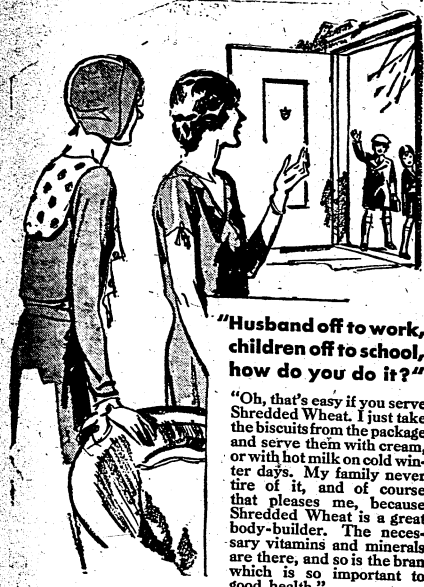 "Husband off to work,
children off to school,
how do you do it?"
"Oh, that's easy if you serve
Shredded Wheat. I just take
the biscuits from the package
and serve them with cream,
or with hot milk on cold win-
ter days. My family never
tire of it, and of course
that pleases me, because
Shredded Wheat is a great
body-builder. The neces-
sary vitamins and minerals
are there, and so is the bran
which is so important to
good health."